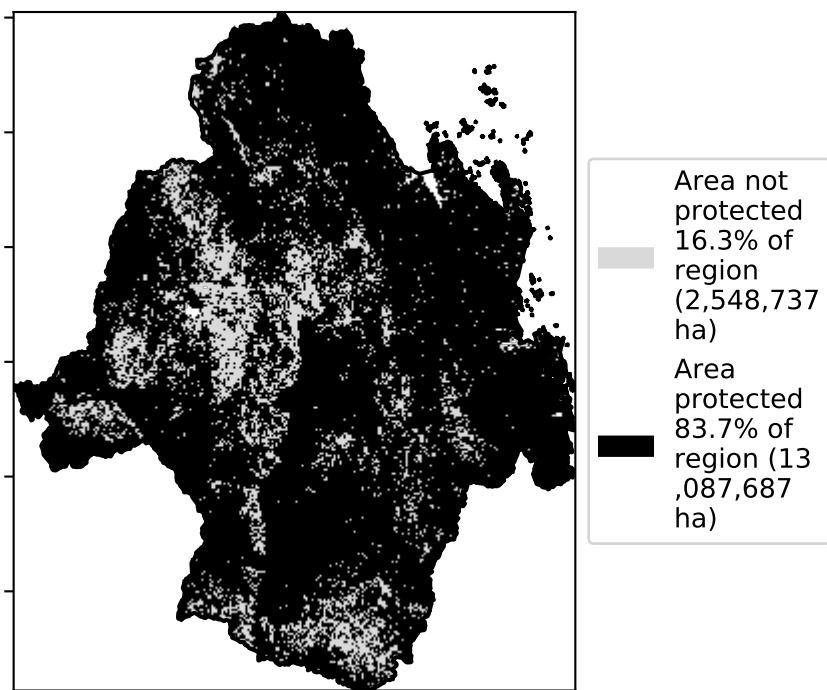 Area not
protected
16.3% of
region
(2,548,737
ha)
Area
protected
83.7% of
region (13
,087,687
ha)